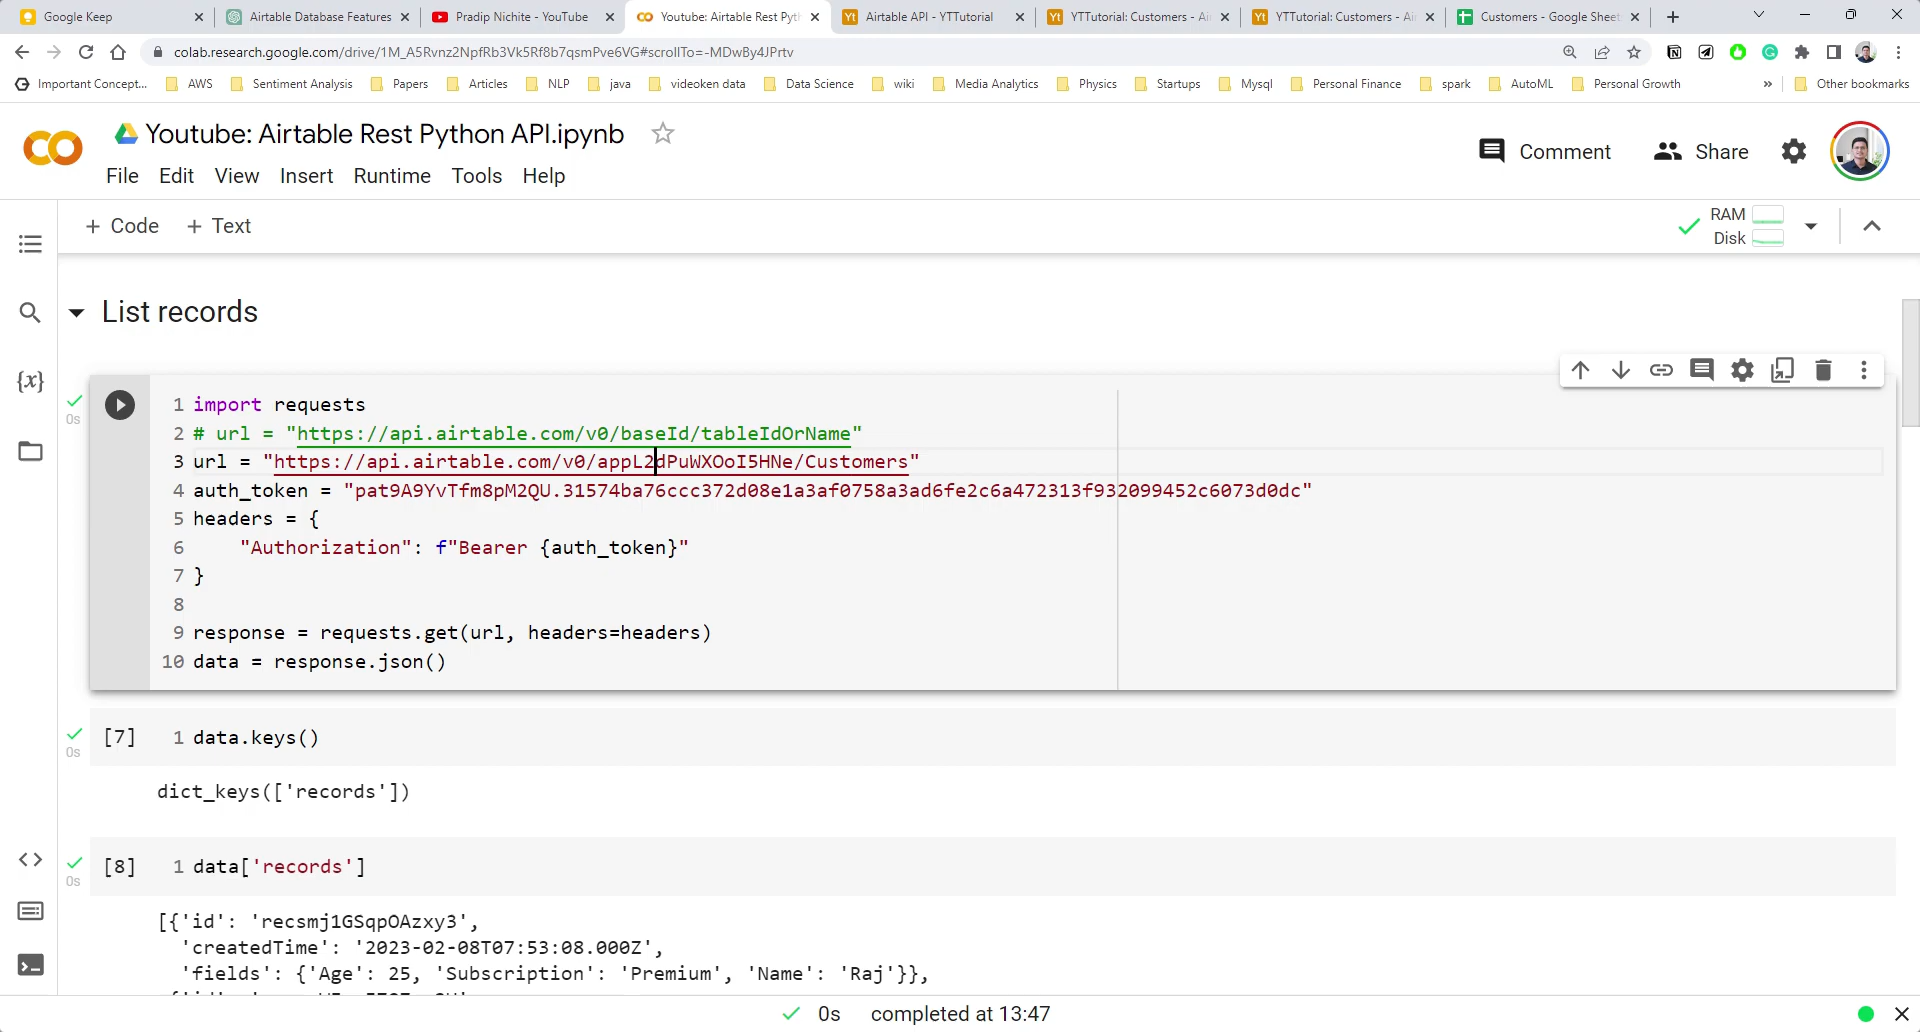 Google Keep
Airtable Database Features
Pradip Nichite - YouTube
Youtube: Airtable Rest Pyth
Airtable API - YTTutorial
YTTutorial: Customers - Ai
YTTutorial: Customers - Ai
Customers - Google Sheet
colab.research.google.com/drive/1M_A5Rvnz2NpfRb3Vk5Rf8b7qsmPve6VG#scrollTo=-MDwBy4JPrtv
Important Concept...
AWS
Sentiment Analysis
Papers
Articles
NLP
java
videoken data
Data Science
wiki
Media Analytics
Physics
Startups
Mysql
Personal Finance
spark
AutoML
Personal Growth
»
Other bookmarks
Youtube: Airtable Rest Python API.ipynb
Comment
Share
File Edit View Insert Runtime Tools Help
+ Code + Text
RAM
Disk
List records
0s
1 import requests
2 # url = "https://api.airtable.com/v0/baseId/tableIdOrName"
3 url = "https://api.airtable.com/v0/appL2dPuWXOoI5HNe/Customers"
4 auth_token = "pat9A9YvTfm8pM2QU.31574ba76ccc372d08e1a3af0758a3ad6fe2c6a472313f932099452c6073d0dc"
5 headers = {
6     "Authorization": f"Bearer {auth_token}"
7 }
8
9 response = requests.get(url, headers=headers)
10 data = response.json()
0s
[7] 1 data.keys()
dict_keys(['records'])
0s
[8] 1 data['records']
[{'id': 'recsmj1GSqpOAzxy3',
'createdTime': '2023-02-08T07:53:08.000Z',
'fields': {'Age': 25, 'Subscription': 'Premium', 'Name': 'Raj'}},
0s completed at 13:47